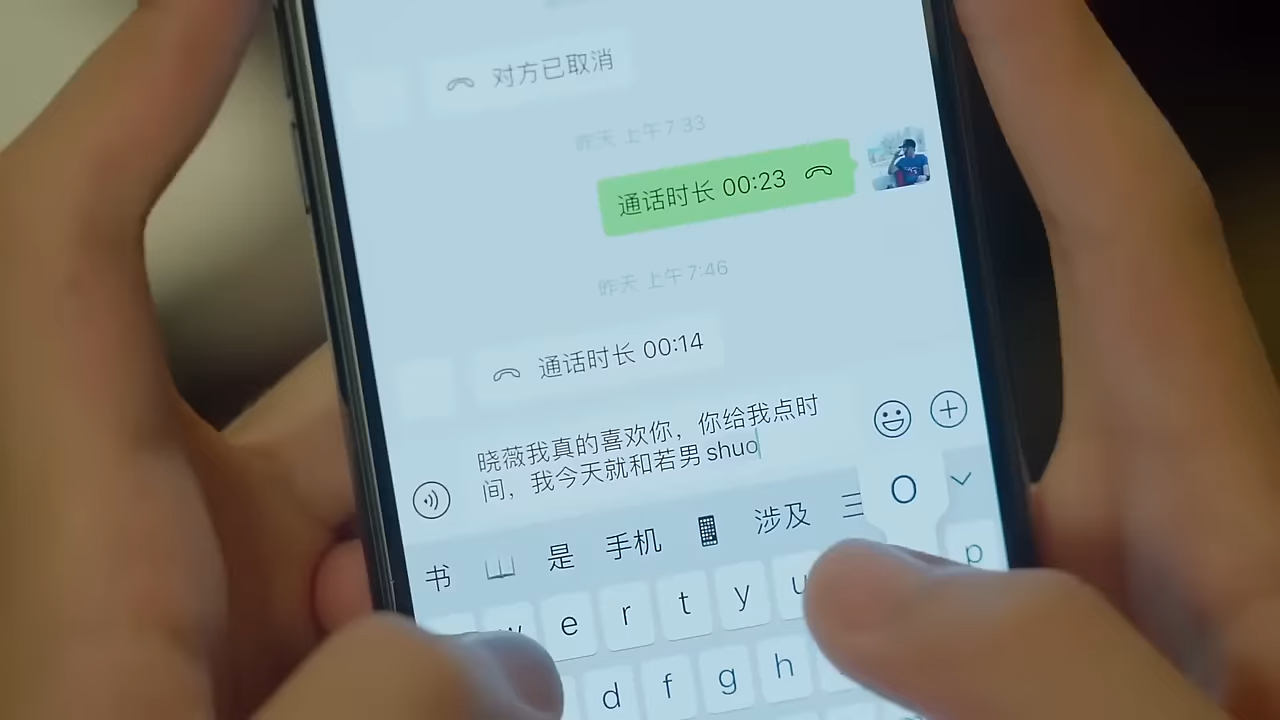 对方已取消
昨天 上午 7:33
通话时长 00:23
昨天 上午 7:46
通话时长 00:14
晓薇我真的喜欢你，你给我点时
间，我今天就和若男 shuo
书 📖 是 手机 📱 涉及 三
O
w e r t y u p
d f g h